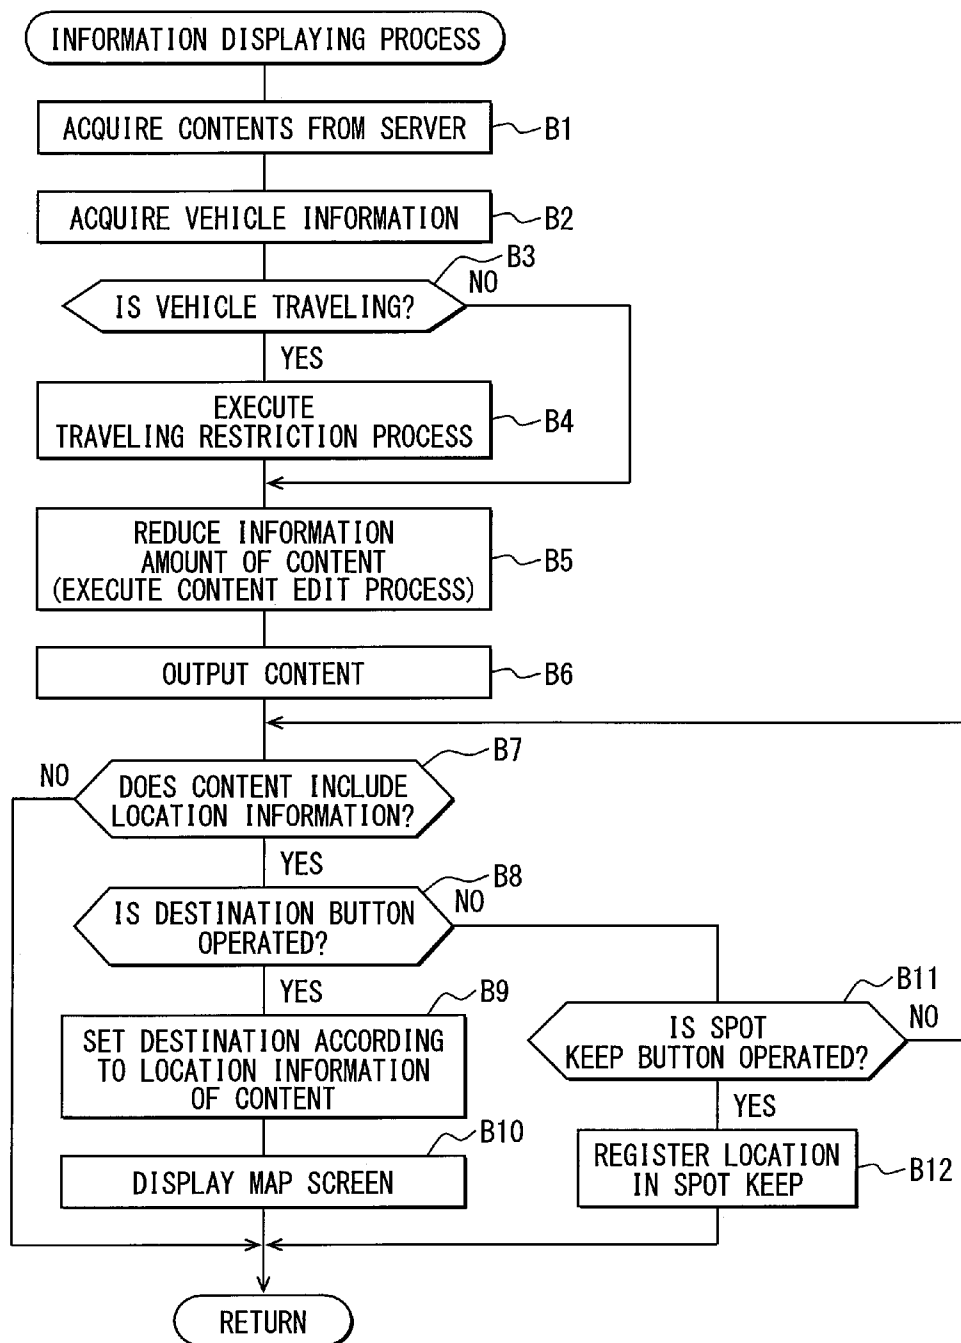 INFORMATION DISPLAYING PROCESS
ACQUIRE CONTENTS FROM SERVER
B1
ACQUIRE VEHICLE INFORMATION
B2
B3
IS VEHICLE TRAVELING?
NO
YES
EXECUTE
TRAVELING RESTRICTION PROCESS
B4
REDUCE INFORMATION
AMOUNT OF CONTENT
(EXECUTE CONTENT EDIT PROCESS)
B5
OUTPUT CONTENT
B6
B7
NO
DOES CONTENT INCLUDE
LOCATION INFORMATION?
YES
B8
IS DESTINATION BUTTON
OPERATED?
NO
YES
B9
SET DESTINATION ACCORDING
TO LOCATION INFORMATION
OF CONTENT
B10
DISPLAY MAP SCREEN
B11
IS SPOT
KEEP BUTTON OPERATED?
NO
YES
REGISTER LOCATION
IN SPOT KEEP
B12
RETURN